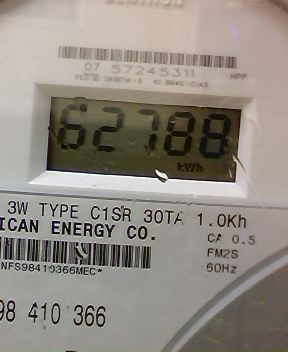 07 57245311 HPP
62788
kWh
3W TYPE C1SR 30TA 1.0Kh
ICAN ENERGY CO.
CA 0.5
FM2S
60Hz
NFS98410366MEC*
98 410 366